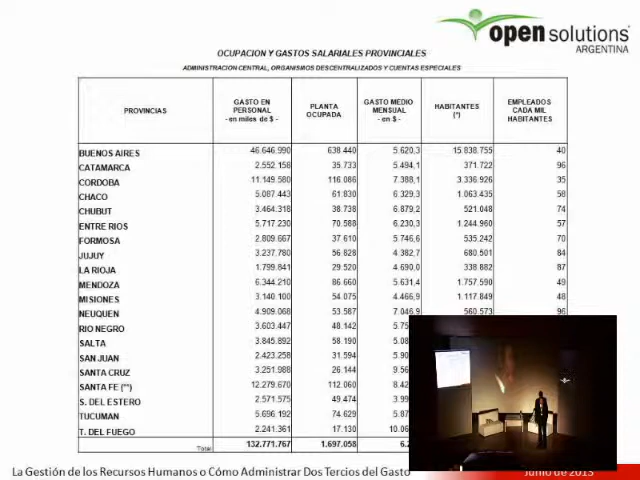 open solutions
ARGENTINA
OCUPACION Y GASTOS SALARIALES PROVINCIALES
ADMINISTRACION CENTRAL, ORGANISMOS DESCENTRALIZADOS Y CUENTAS ESPECIALES
PROVINCIAS GASTO EN PERSONAL - en miles de $ - PLANTA OCUPADA GASTO MEDIO MENSUAL - en $ - HABITANTES (*) EMPLEADOS CADA MIL HABITANTES
BUENOS AIRES 46.646.990 638.440 5.620,3 15.838.755 40
CATAMARCA 2.552.156 35.733 5.494,1 371.722 96
CORDOBA 11.149.580 116.086 7.388,1 3.336.926 35
CHACO 5.087.443 61.830 6.329,3 1.063.435 58
CHUBUT 3.464.318 38.738 6.879,2 521.048 74
ENTRE RIOS 5.717.230 70.588 6.230,3 1.244.960 57
FORMOSA 2.809.667 37.610 5.746,6 535.242 70
JUJUY 3.237.780 56.828 4.382,7 680.501 84
LA RIOJA 1.799.841 29.520 4.690,0 338.882 87
MENDOZA 6.344.210 86.660 5.631,4 1.757.590 49
MISIONES 3.140.100 54.075 4.466,9 1.117.849 48
NEUQUEN 4.909.068 53.587 7.046,9 560.573 96
RIO NEGRO 3.603.447 48.142 5.75
SALTA 3.845.892 58.190 5.08
SAN JUAN 2.423.258 31.594 5.90
SANTA CRUZ 3.251.988 26.144 9.56
SANTA FE (**) 12.279.670 112.060 8.42
S. DEL ESTERO 2.571.575 49.474 3.99
TUCUMAN 5.696.192 74.629 5.87
T. DEL FUEGO 2.241.361 17.130 10.06
Total 132.771.767 1.697.058 6.2
La Gestión de los Recursos Humanos o Cómo Administrar Dos Tercios del Gasto Junio de 2013